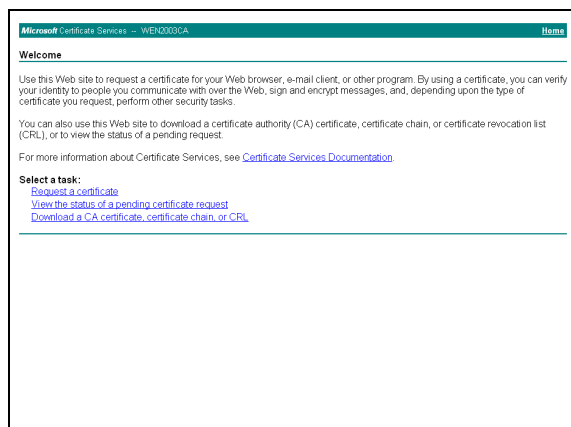 Microsoft Certificate Services -- WEN2003CA Home
Welcome
Use this Web site to request a certificate for your Web browser, e-mail client, or other program. By using a certificate, you can verify
your identity to people you communicate with over the Web, sign and encrypt messages, and, depending upon the type of
certificate you request, perform other security tasks.
You can also use this Web site to download a certificate authority (CA) certificate, certificate chain, or certificate revocation list
(CRL), or to view the status of a pending request.
For more information about Certificate Services, see Certificate Services Documentation.
Select a task:
Request a certificate
View the status of a pending certificate request
Download a CA certificate, certificate chain, or CRL